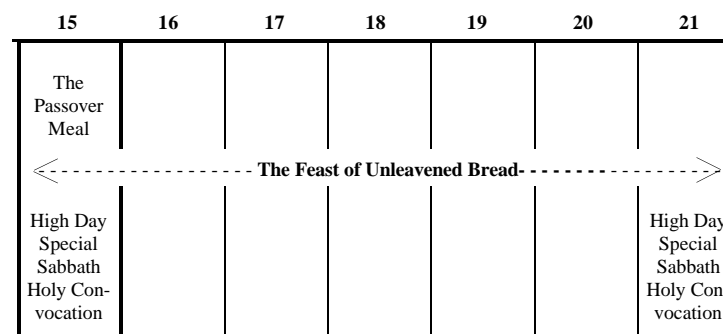 15 16 17 18 19 20 21
The
Passover
Meal
The Feast of Unleavened Bread
High Day
Special
Sabbath
Holy Con-
vocation
High Day
Special
Sabbath
Holy Con
vocation